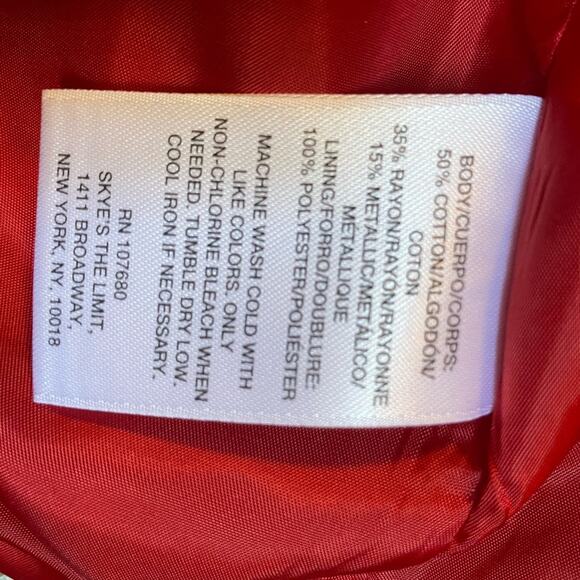 BODY/CUERPO/CORPS:
50% COTTON/ALGODÓN/
COTON
35% RAYON/RAYÓN/RAYONNE
15% METALLIC/METÁLICO/
MÉTALLIQUE
LINING/FORRO/DOUBLURE:
100% POLYESTER/POLIÉSTER
MACHINE WASH COLD WITH
LIKE COLORS. ONLY
NON-CHLORINE BLEACH WHEN
NEEDED. TUMBLE DRY LOW.
COOL IRON IF NECESSARY.
RN 107680
SKYE'S THE LIMIT,
1411 BROADWAY,
NEW YORK, NY, 10018